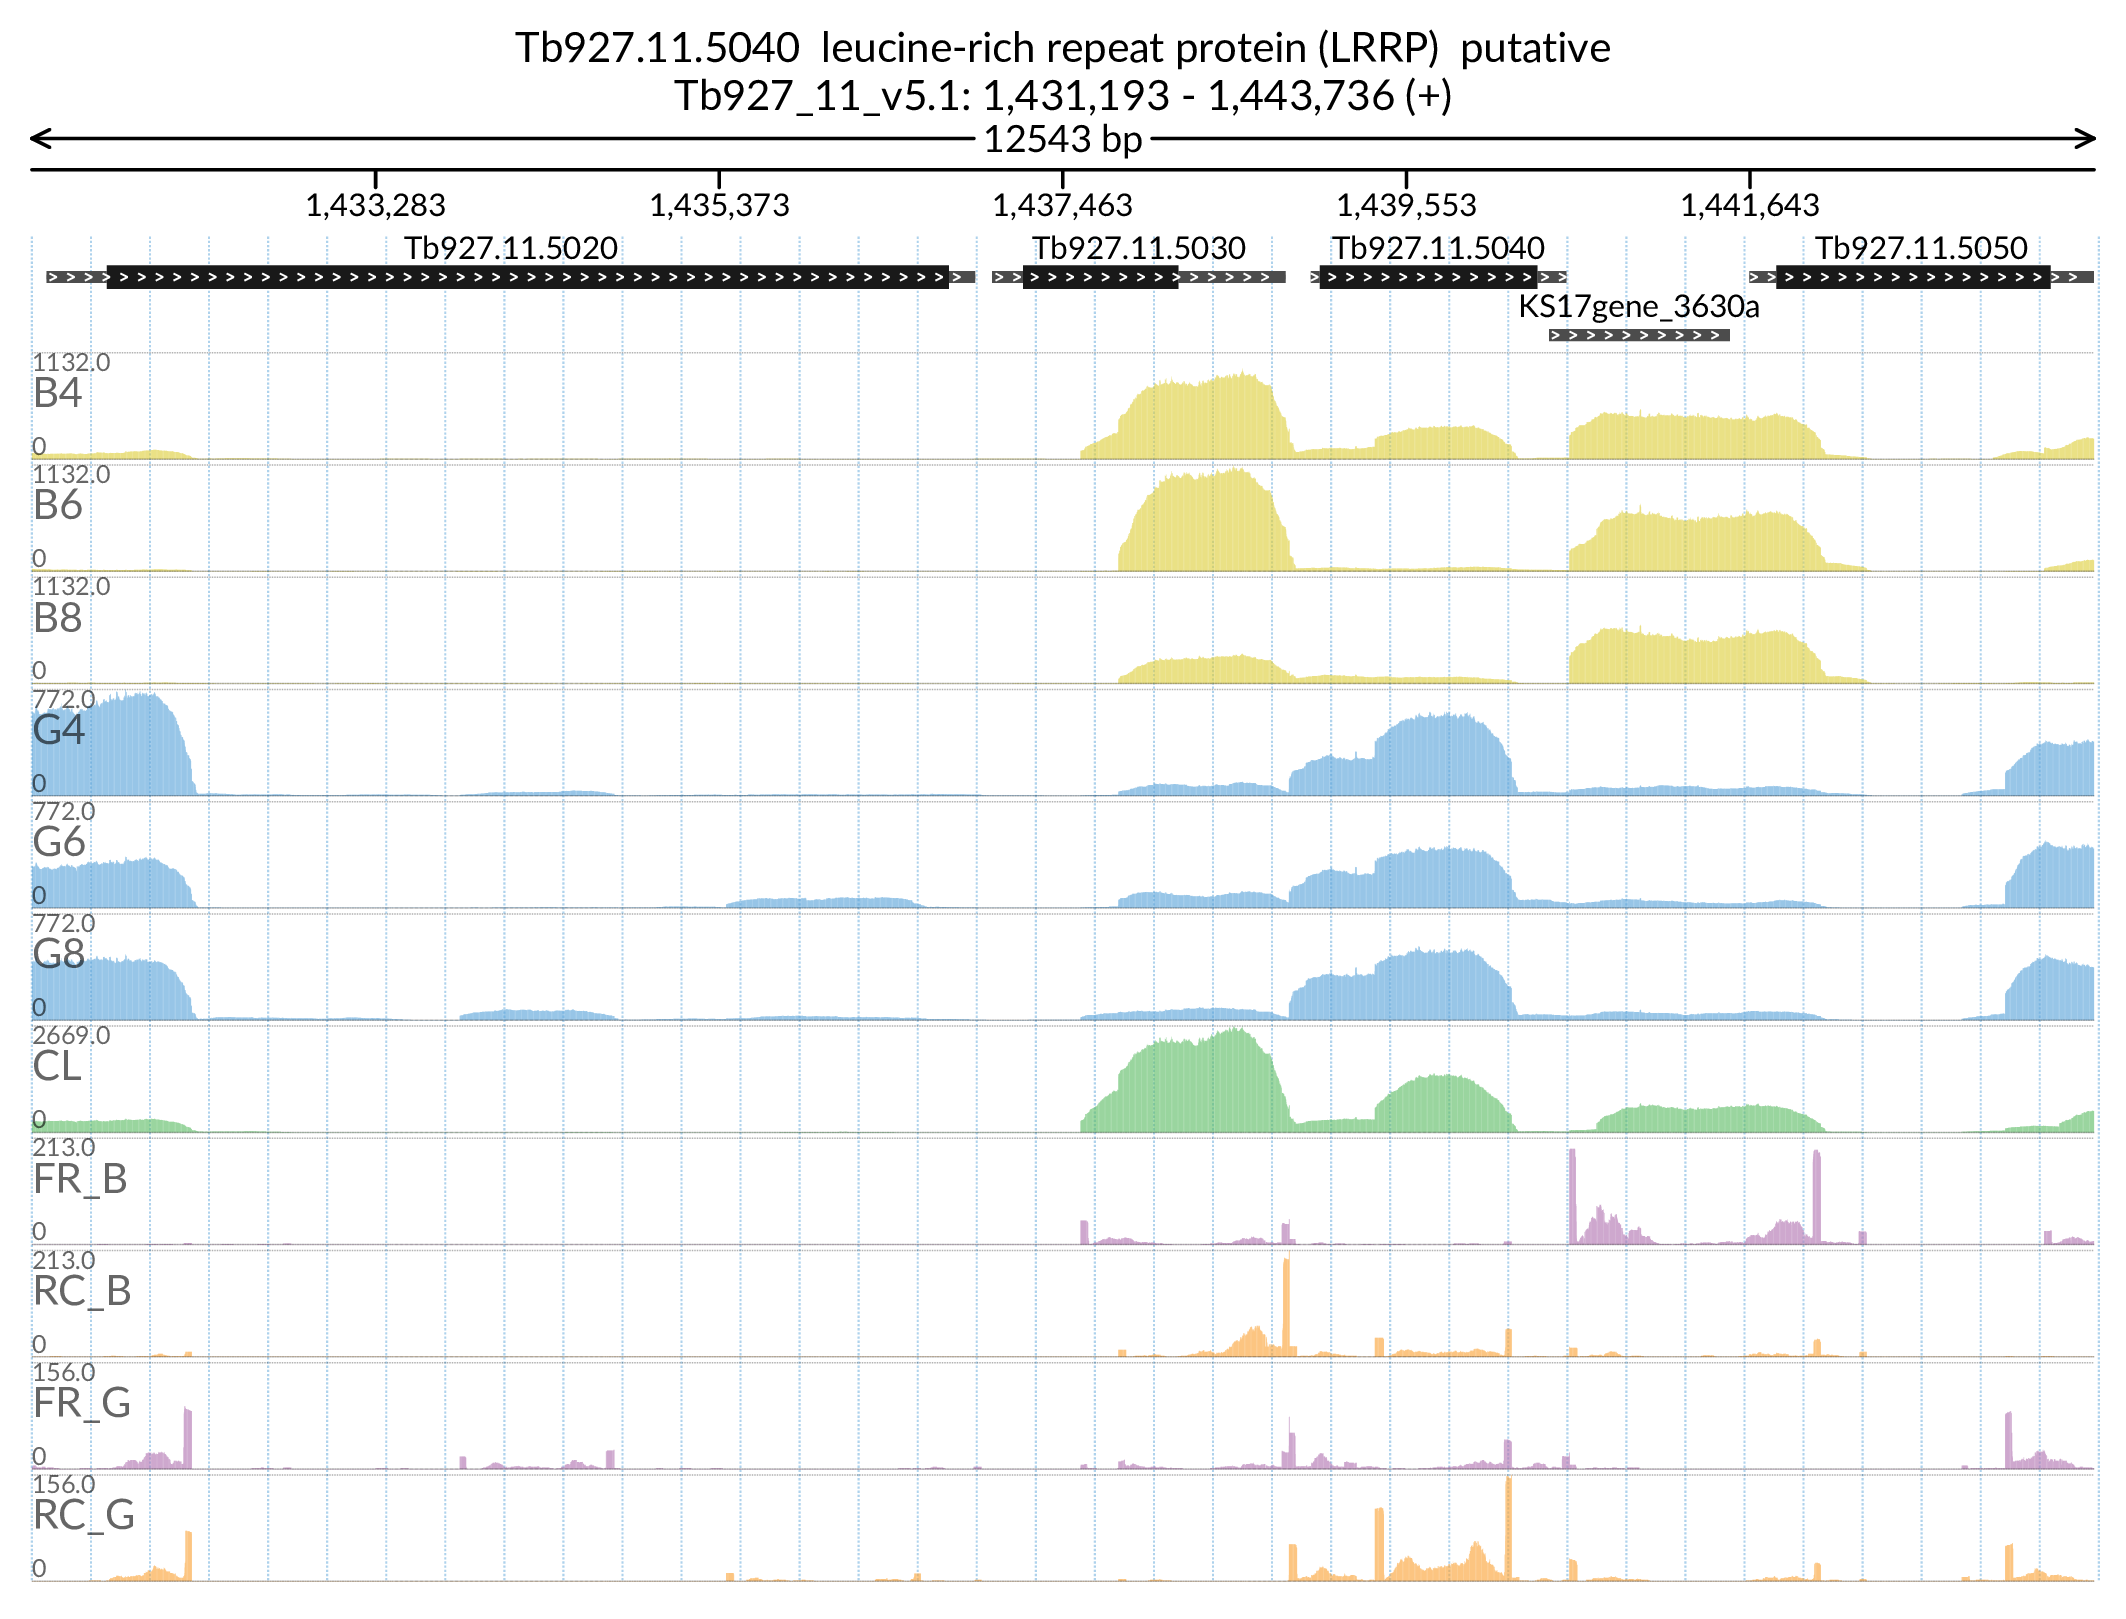 Tb927.11.5040 leucine-rich repeat protein (LRRP) putative
Tb927_11_v5.1: 1,431,193 - 1,443,736 (+)
12543 bp
1,433,283 1,435,373 1,437,463 1,439,553 1,441,643
Tb927.11.5020 Tb927.11.5030 Tb927.11.5040 Tb927.11.5050
KS17gene_3630a
1132.0
B4
0
1132.0
B6
0
1132.0
B8
0
772.0
G4
0
772.0
G6
0
772.0
G8
0
2669.0
CL
0
213.0
FR_B
0
213.0
RC_B
0
156.0
FR_G
0
156.0
RC_G
0